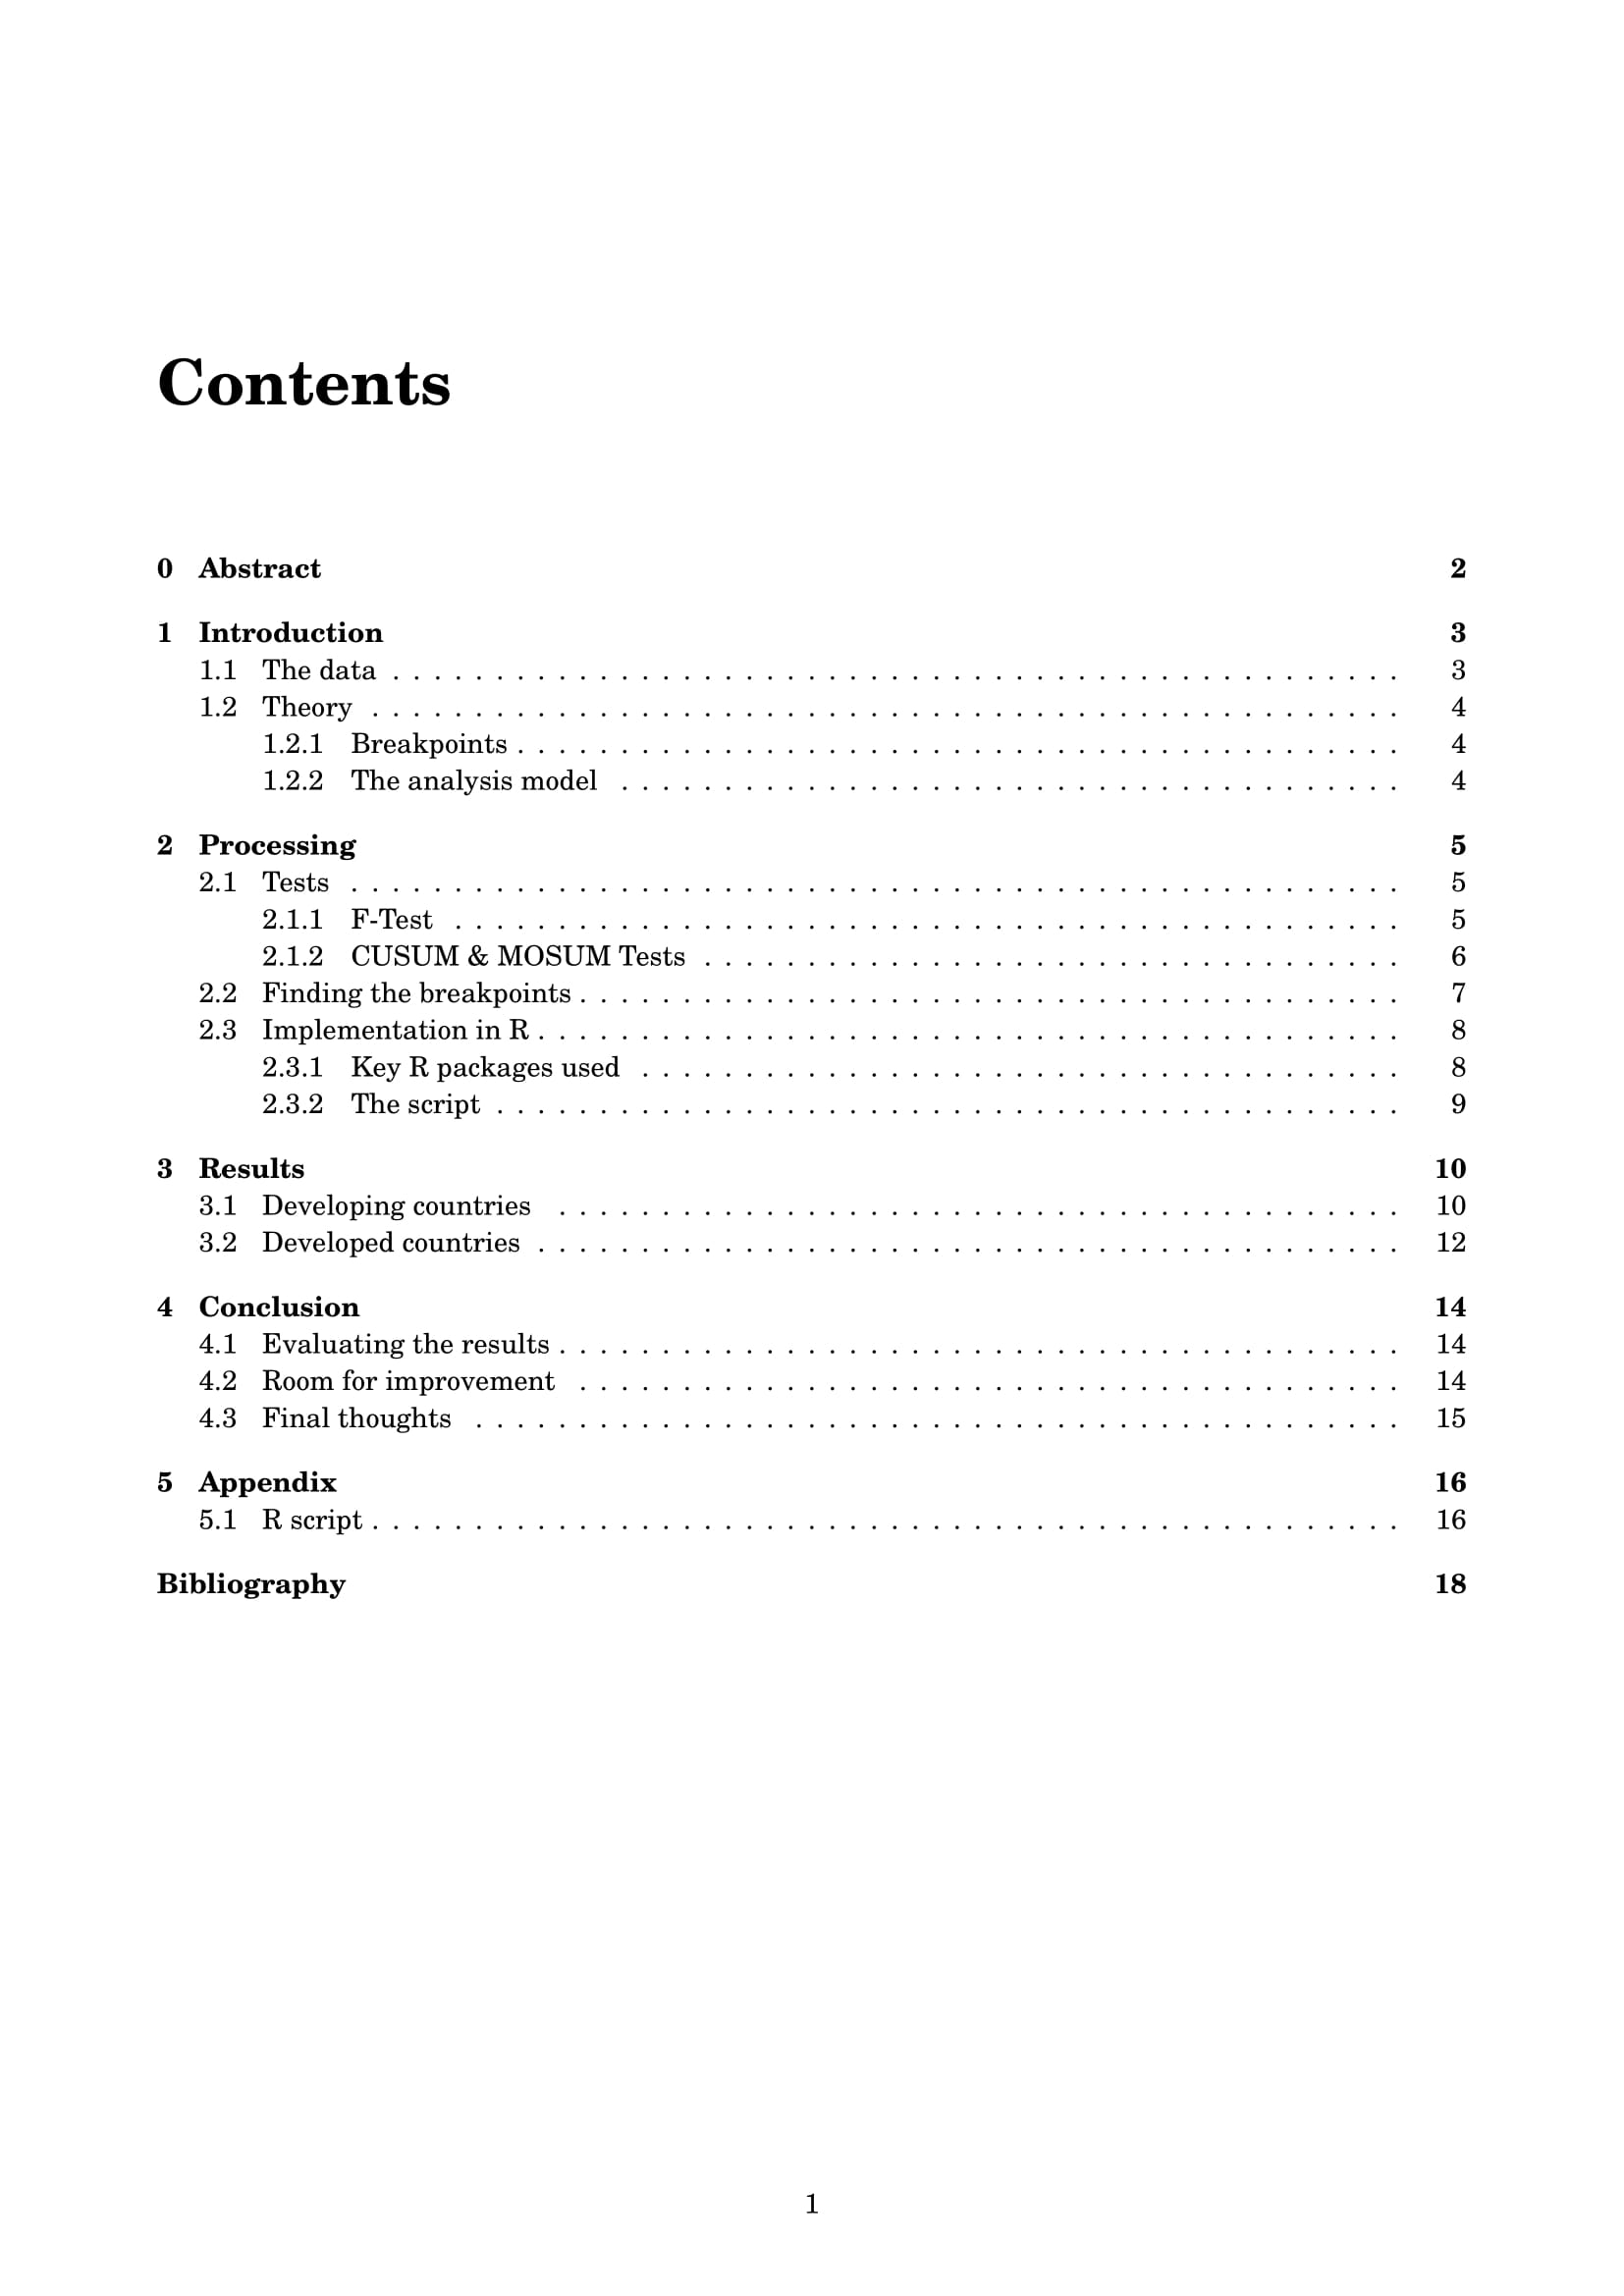 Contents
0 Abstract 2
1 Introduction 3
1.1 The data . . . . . . . . . . . . . . . . . . . . . . . . . . . . . . . . . . . . . . . . . . . . . . . . . 3
1.2 Theory . . . . . . . . . . . . . . . . . . . . . . . . . . . . . . . . . . . . . . . . . . . . . . . . . . 4
1.2.1 Breakpoints . . . . . . . . . . . . . . . . . . . . . . . . . . . . . . . . . . . . . . . . . . . 4
1.2.2 The analysis model . . . . . . . . . . . . . . . . . . . . . . . . . . . . . . . . . . . . . . 4
2 Processing 5
2.1 Tests . . . . . . . . . . . . . . . . . . . . . . . . . . . . . . . . . . . . . . . . . . . . . . . . . . . 5
2.1.1 F-Test . . . . . . . . . . . . . . . . . . . . . . . . . . . . . . . . . . . . . . . . . . . . . . 5
2.1.2 CUSUM & MOSUM Tests . . . . . . . . . . . . . . . . . . . . . . . . . . . . . . . . . . 6
2.2 Finding the breakpoints . . . . . . . . . . . . . . . . . . . . . . . . . . . . . . . . . . . . . . . . 7
2.3 Implementation in R . . . . . . . . . . . . . . . . . . . . . . . . . . . . . . . . . . . . . . . . . . 8
2.3.1 Key R packages used . . . . . . . . . . . . . . . . . . . . . . . . . . . . . . . . . . . . . 8
2.3.2 The script . . . . . . . . . . . . . . . . . . . . . . . . . . . . . . . . . . . . . . . . . . . . 9
3 Results 10
3.1 Developing countries . . . . . . . . . . . . . . . . . . . . . . . . . . . . . . . . . . . . . . . . . 10
3.2 Developed countries . . . . . . . . . . . . . . . . . . . . . . . . . . . . . . . . . . . . . . . . . . 12
4 Conclusion 14
4.1 Evaluating the results . . . . . . . . . . . . . . . . . . . . . . . . . . . . . . . . . . . . . . . . . 14
4.2 Room for improvement . . . . . . . . . . . . . . . . . . . . . . . . . . . . . . . . . . . . . . . . 14
4.3 Final thoughts . . . . . . . . . . . . . . . . . . . . . . . . . . . . . . . . . . . . . . . . . . . . . 15
5 Appendix 16
5.1 R script . . . . . . . . . . . . . . . . . . . . . . . . . . . . . . . . . . . . . . . . . . . . . . . . . . 16
Bibliography 18
1